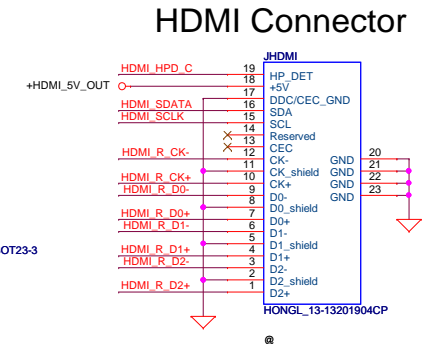 HDMI Connector
JHDMI
HDMI_HPD_C 19 HP_DET
+HDMI_5V_OUT 18 +5V
17 DDC/CEC_GND
HDMI_SDATA 16 SDA
HDMI_SCLK 15 SCL
14 Reserved
13 CEC
HDMI_R_CK- 12 CK- GND 20
11 CK_shield GND 21
HDMI_R_CK+ 10 CK+ GND 22
HDMI_R_D0- 9 D0- GND 23
8 D0_shield
HDMI_R_D0+ 7 D0+
HDMI_R_D1- 6 D1-
5 D1_shield
OT23-3
HDMI_R_D1+ 4 D1+
HDMI_R_D2- 3 D2-
2 D2_shield
HDMI_R_D2+ 1 D2+
HONGL_13-13201904CP
@